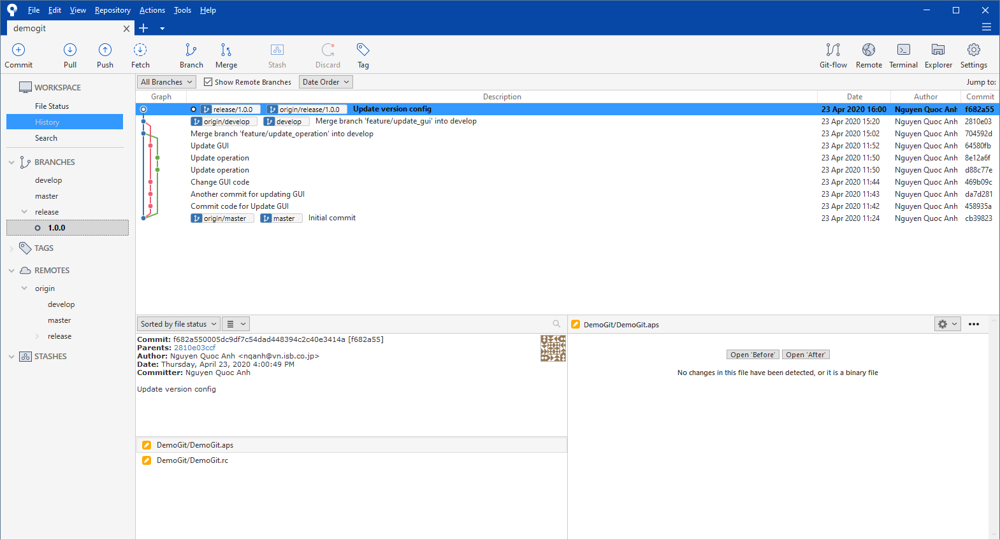 File Edit View Repository Actions Tools Help
demogit
Commit Pull Push Fetch Branch Merge Stash Discard Tag Git-flow Remote Terminal Explorer Settings
WORKSPACE
File Status
History
Search
BRANCHES
develop
master
release
1.0.0
TAGS
REMOTES
origin
develop
master
release
STASHES
All Branches Show Remote Branches Date Order Jump to:
Graph Description Date Author Commit
release/1.0.0 origin/release/1.0.0 Update version config 23 Apr 2020 16:00 Nguyen Quoc Anh f682a55
origin/develop develop Merge branch 'feature/update_gui' into develop 23 Apr 2020 15:20 Nguyen Quoc Anh 2810e03
Merge branch 'feature/update_operation' into develop 23 Apr 2020 15:02 Nguyen Quoc Anh 704592d
Update GUI 23 Apr 2020 11:52 Nguyen Quoc Anh 64580fb
Update operation 23 Apr 2020 11:50 Nguyen Quoc Anh 8e12a6f
Update operation 23 Apr 2020 11:50 Nguyen Quoc Anh d88c77e
Change GUI code 23 Apr 2020 11:44 Nguyen Quoc Anh 469b09c
Another commit for updating GUI 23 Apr 2020 11:43 Nguyen Quoc Anh da7d281
Commit code for Update GUI 23 Apr 2020 11:42 Nguyen Quoc Anh 458935a
origin/master master Initial commit 23 Apr 2020 11:24 Nguyen Quoc Anh cb39823
Sorted by file status
Commit: f682a550005dc9df7c54dad448394c2c40e3414a [f682a55]
Parents: 2810e03ccf
Author: Nguyen Quoc Anh <nqanh@vn.isb.co.jp>
Date: Thursday, April 23, 2020 4:00:49 PM
Committer: Nguyen Quoc Anh
Update version config
DemoGit/DemoGit.aps
DemoGit/DemoGit.rc
DemoGit/DemoGit.aps
Open 'Before' Open 'After'
No changes in this file have been detected, or it is a binary file